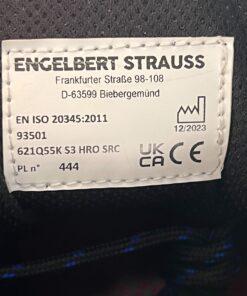 ENGELBERT STRAUSS
Frankfurter Straße 98-108
D-63599 Biebergemünd
EN ISO 20345:2011
12/2023
93501
621Q55K S3 HRO SRC
UK
CA
CE
PL n° 444